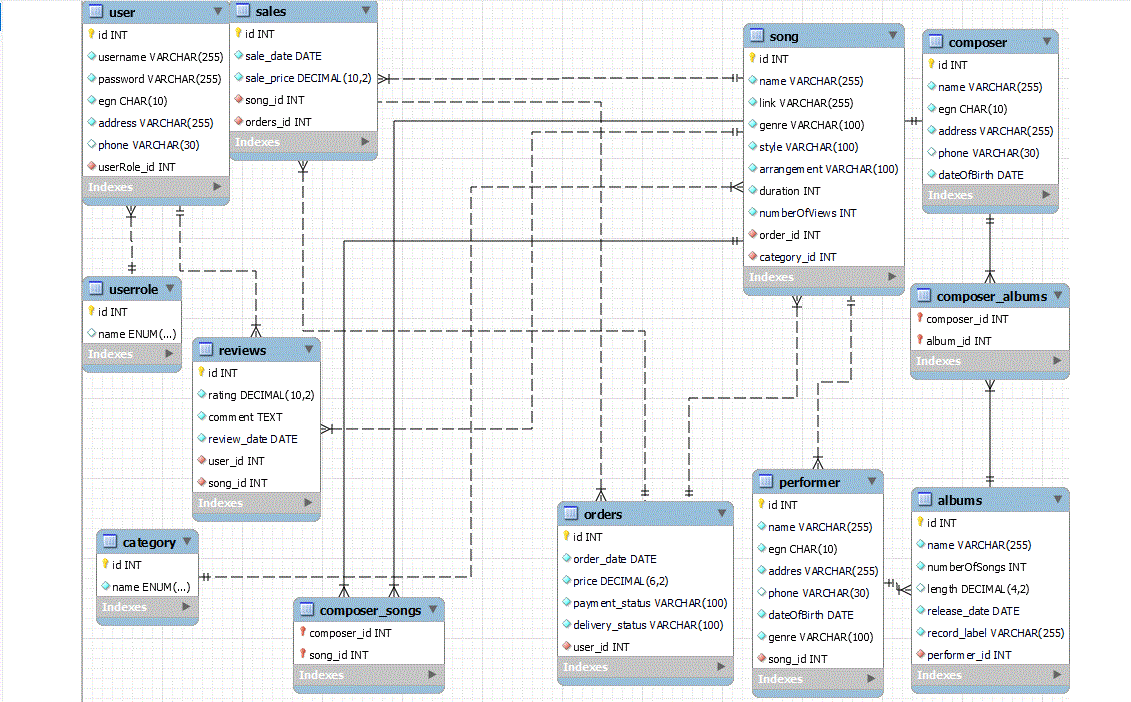 user
id INT
username VARCHAR(255)
password VARCHAR(255)
egn CHAR(10)
address VARCHAR(255)
phone VARCHAR(30)
userRole_id INT
Indexes
sales
id INT
sale_date DATE
sale_price DECIMAL(10,2)
song_id INT
orders_id INT
Indexes
song
id INT
name VARCHAR(255)
link VARCHAR(255)
genre VARCHAR(100)
style VARCHAR(100)
arrangement VARCHAR(100)
duration INT
numberOfViews INT
order_id INT
category_id INT
Indexes
composer
id INT
name VARCHAR(255)
egn CHAR(10)
address VARCHAR(255)
phone VARCHAR(30)
dateOfBirth DATE
Indexes
userrole
id INT
name ENUM(...)
Indexes
composer_albums
composer_id INT
album_id INT
Indexes
reviews
id INT
rating DECIMAL(10,2)
comment TEXT
review_date DATE
user_id INT
song_id INT
Indexes
category
id INT
name ENUM(...)
Indexes
composer_songs
composer_id INT
song_id INT
Indexes
orders
id INT
order_date DATE
price DECIMAL(6,2)
payment_status VARCHAR(100)
delivery_status VARCHAR(100)
user_id INT
Indexes
performer
id INT
name VARCHAR(255)
egn CHAR(10)
addres VARCHAR(255)
phone VARCHAR(30)
dateOfBirth DATE
genre VARCHAR(100)
song_id INT
Indexes
albums
id INT
name VARCHAR(255)
numberOfSongs INT
length DECIMAL(4,2)
release_date DATE
record_label VARCHAR(255)
performer_id INT
Indexes